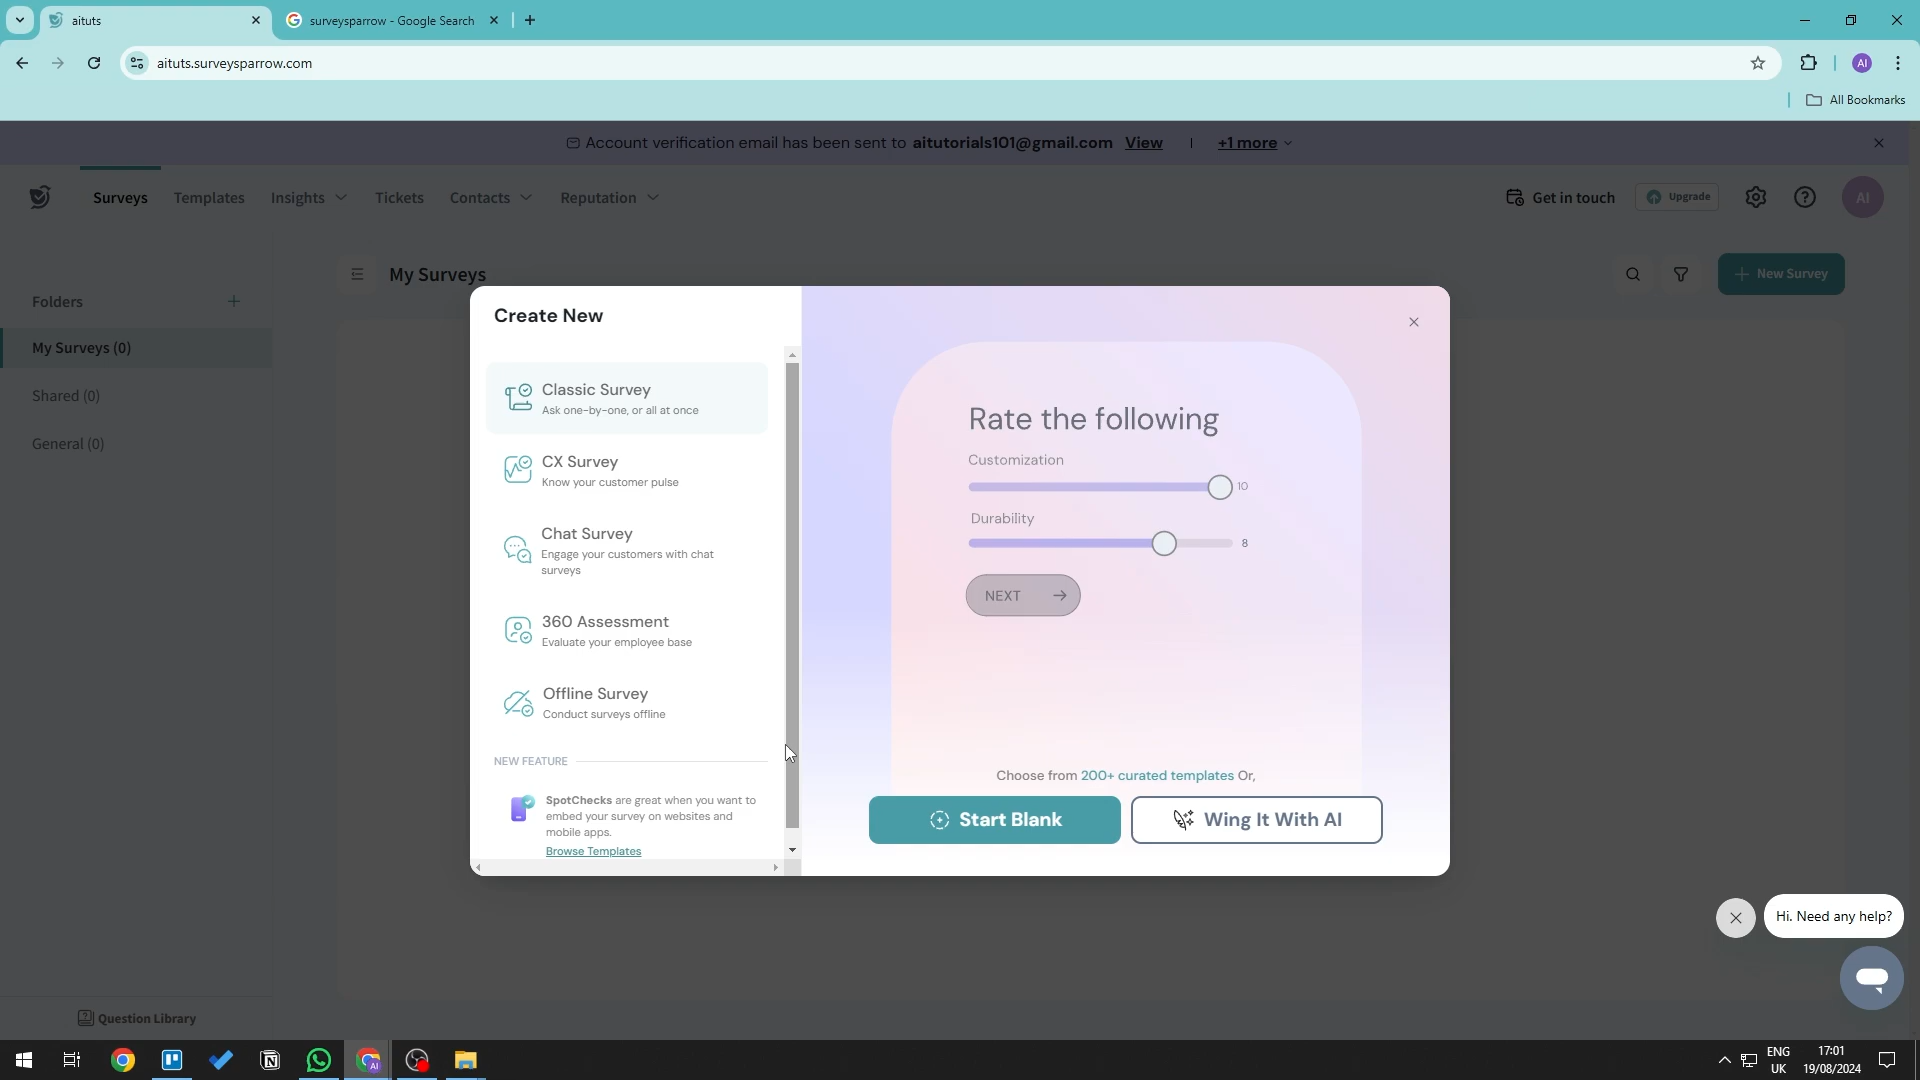 aituts
surveysparrow - Google Search
aituts.surveysparrow.com
AI
All Bookmarks
Account verification email has been sent to aitutorials101@gmail.com View | +1 more
Surveys
Templates
Insights
Tickets
Contacts
Reputation
Get in touch
Upgrade
AI
Folders
My Surveys
New Survey
My Surveys (0)
Shared (0)
General (0)
Question Library
Create New
Classic Survey
Ask one-by-one, or all at once
CX Survey
Know your customer pulse
Chat Survey
Engage your customers with chat
surveys
360 Assessment
Evaluate your employee base
Offline Survey
Conduct surveys offline
NEW FEATURE
SpotChecks are great when you want to
embed your survey on websites and
mobile apps.
Browse Templates
Rate the following
Customization
10
Durability
8
NEXT
Choose from 200+ curated templates Or,
Start Blank
Wing It With AI
Hi. Need any help?
AI
ENG
UK
17:01
19/08/2024